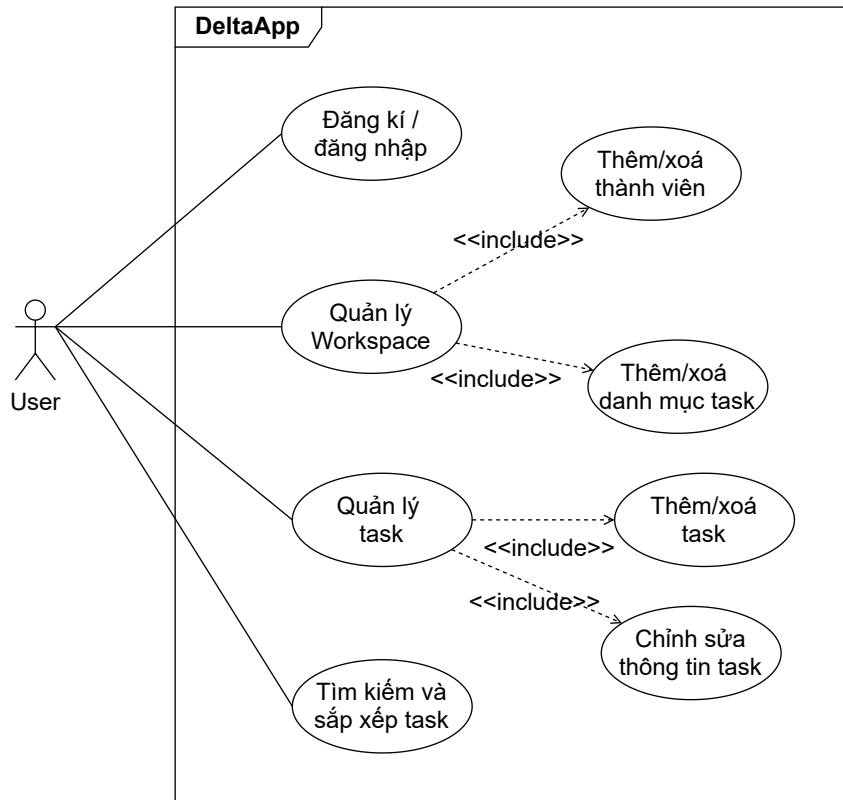 DeltaApp
Đăng kí /
đăng nhập
Thêm/xoá
thành viên
<<include>>
Quản lý
Workspace
<<include>>
Thêm/xoá
danh mục task
User
Quản lý
task
Thêm/xoá
task
<<include>>
<<include>>
Chỉnh sửa
thông tin task
Tìm kiếm và
sắp xếp task